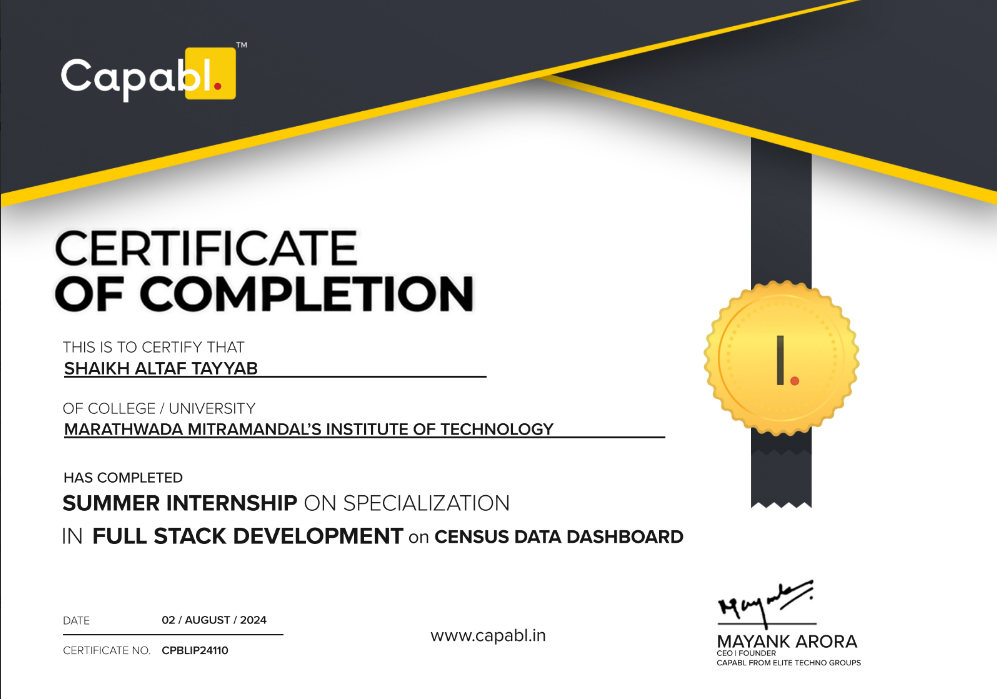 Capabl.™
CERTIFICATE
OF COMPLETION
THIS IS TO CERTIFY THAT
SHAIKH ALTAF TAYYAB
OF COLLEGE / UNIVERSITY
MARATHWADA MITRAMANDAL'S INSTITUTE OF TECHNOLOGY
HAS COMPLETED
SUMMER INTERNSHIP ON SPECIALIZATION
IN FULL STACK DEVELOPMENT on CENSUS DATA DASHBOARD
l.
DATE 02 / AUGUST / 2024
CERTIFICATE NO. CPBLIP24110
www.capabl.in
Mayank
MAYANK ARORA
CEO | FOUNDER
CAPABL FROM ELITE TECHNO GROUPS